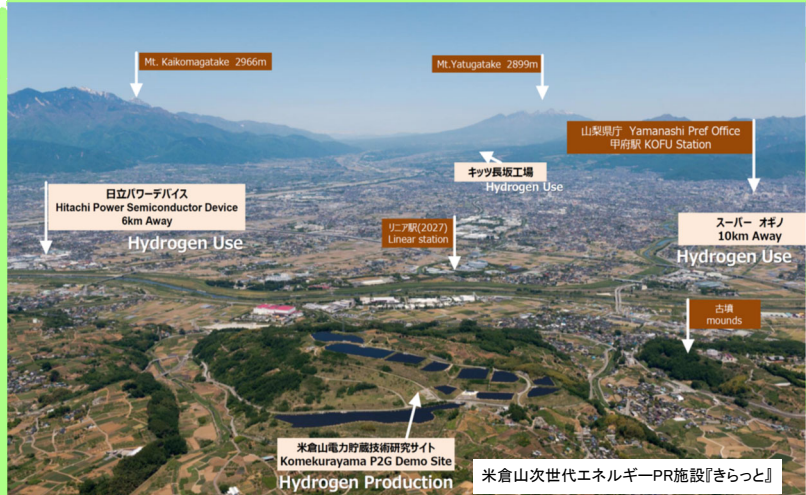 Mt. Kaikomagatake 2966m
Mt.Yatugatake 2899m
山梨県庁 Yamanashi Pref Office
甲府駅 KOFU Station
キッツ長坂工場
Hydrogen Use
日立パワーデバイス
Hitachi Power Semiconductor Device
6km Away
Hydrogen Use
リニア駅(2027)
Linear station
スーパー オギノ
10km Away
Hydrogen Use
古墳
mounds
米倉山電力貯蔵技術研究サイト
Komekurayama P2G Demo Site
Hydrogen Production
米倉山次世代エネルギーPR施設『きらっと』